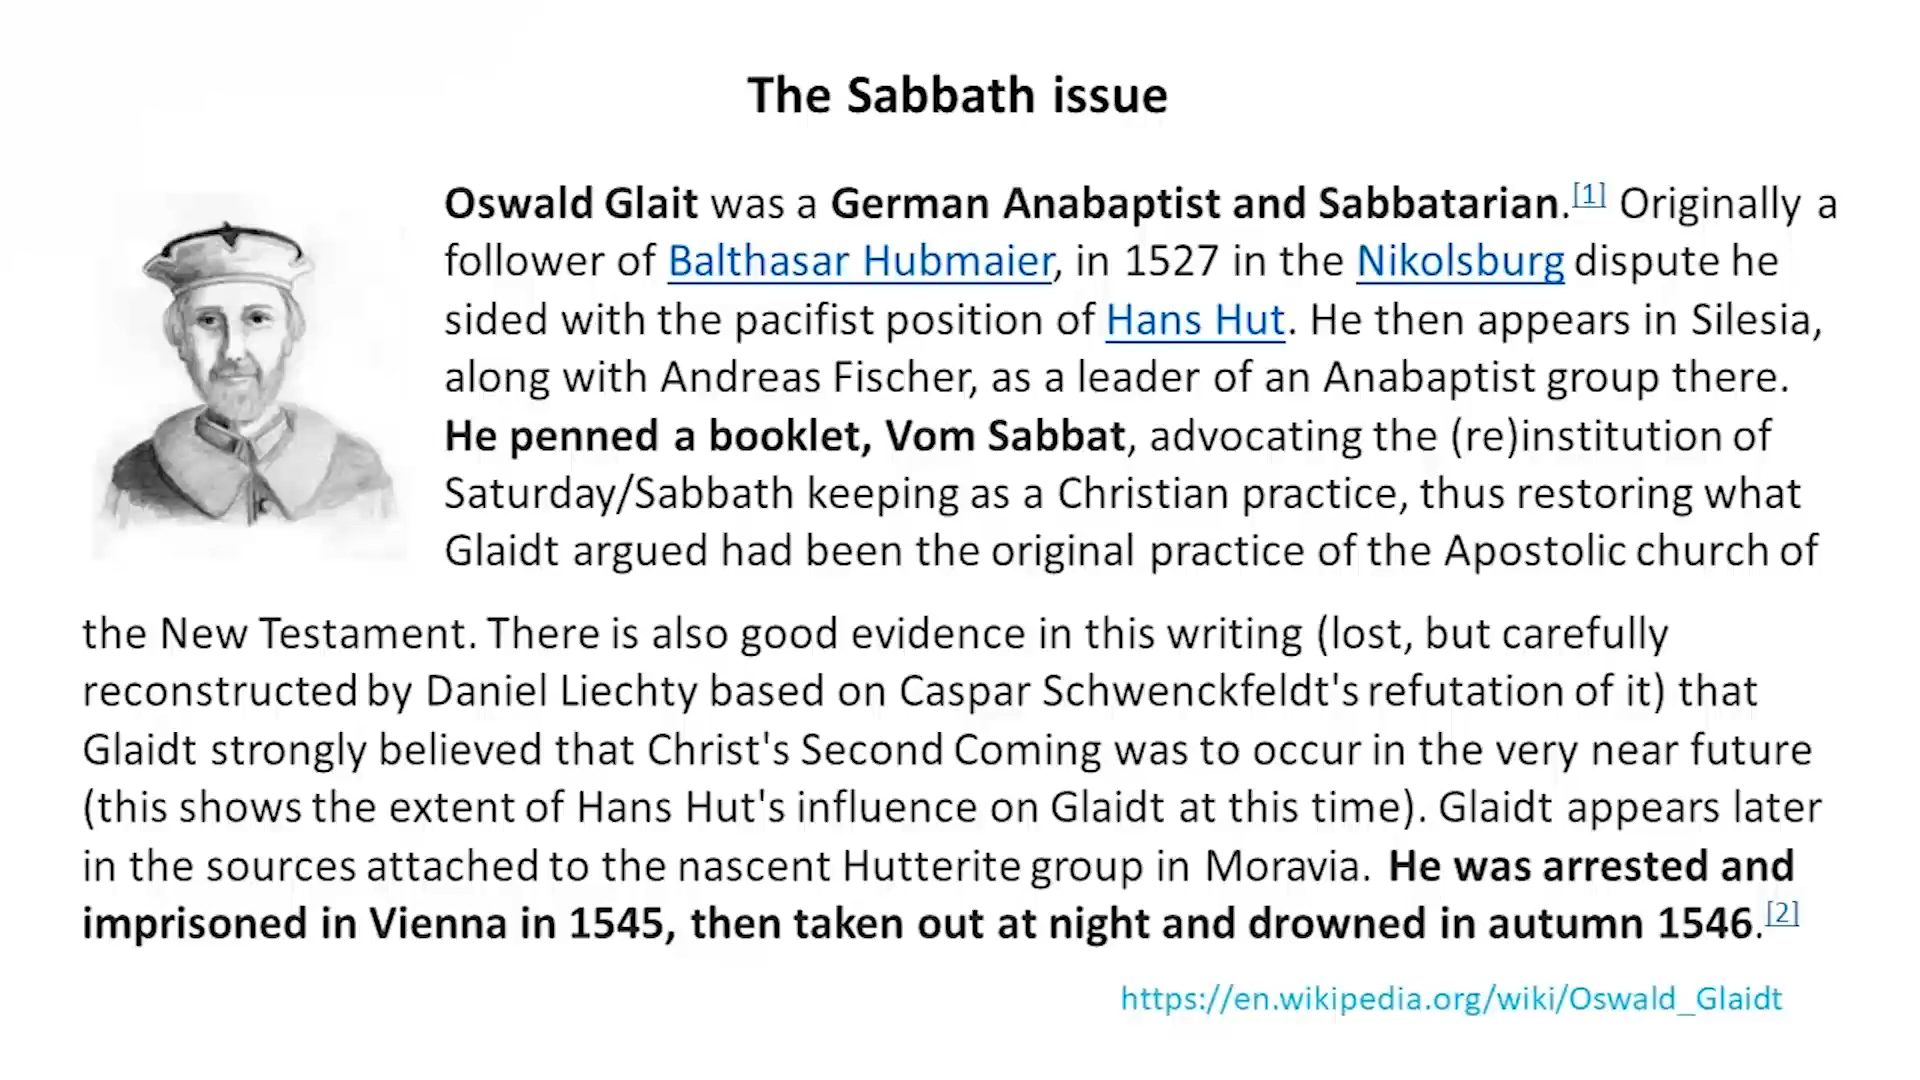 The Sabbath issue
Oswald Glait was a German Anabaptist and Sabbatarian.[1] Originally a
follower of Balthasar Hubmaier, in 1527 in the Nikolsburg dispute he
sided with the pacifist position of Hans Hut. He then appears in Silesia,
along with Andreas Fischer, as a leader of an Anabaptist group there.
He penned a booklet, Vom Sabbat, advocating the (re)institution of
Saturday/Sabbath keeping as a Christian practice, thus restoring what
Glaidt argued had been the original practice of the Apostolic church of
the New Testament. There is also good evidence in this writing (lost, but carefully
reconstructed by Daniel Liechty based on Caspar Schwenckfeldt's refutation of it) that
Glaidt strongly believed that Christ's Second Coming was to occur in the very near future
(this shows the extent of Hans Hut's influence on Glaidt at this time). Glaidt appears later
in the sources attached to the nascent Hutterite group in Moravia. He was arrested and
imprisoned in Vienna in 1545, then taken out at night and drowned in autumn 1546.[2]
https://en.wikipedia.org/wiki/Oswald_Glaidt